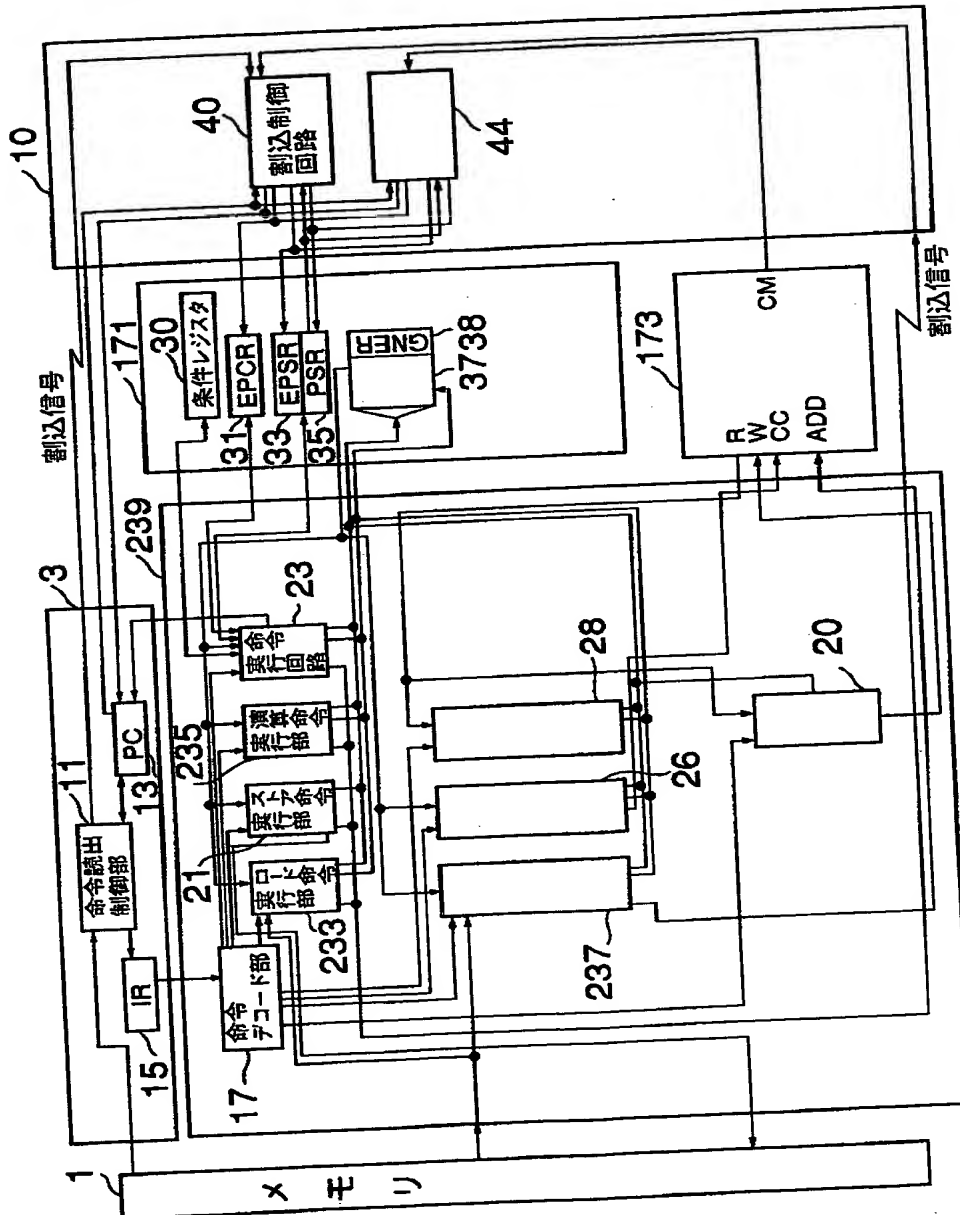 10
40
割込制御
回路
44
割込信号
171
30
条件レジスタ
31
EPCR
33
EPSR
35
PSR
GNER
3738
173
R
W
CC
ADD
CM
割込信号
3
239
11
命令読出
制御部
13
PC
15
IR
23
命令
実行回路
235
演算命令
実行部
21
ストア命令
実行部
233
ロード命令
実行部
17
命令
デコード部
28
26
237
20
1
メモリ